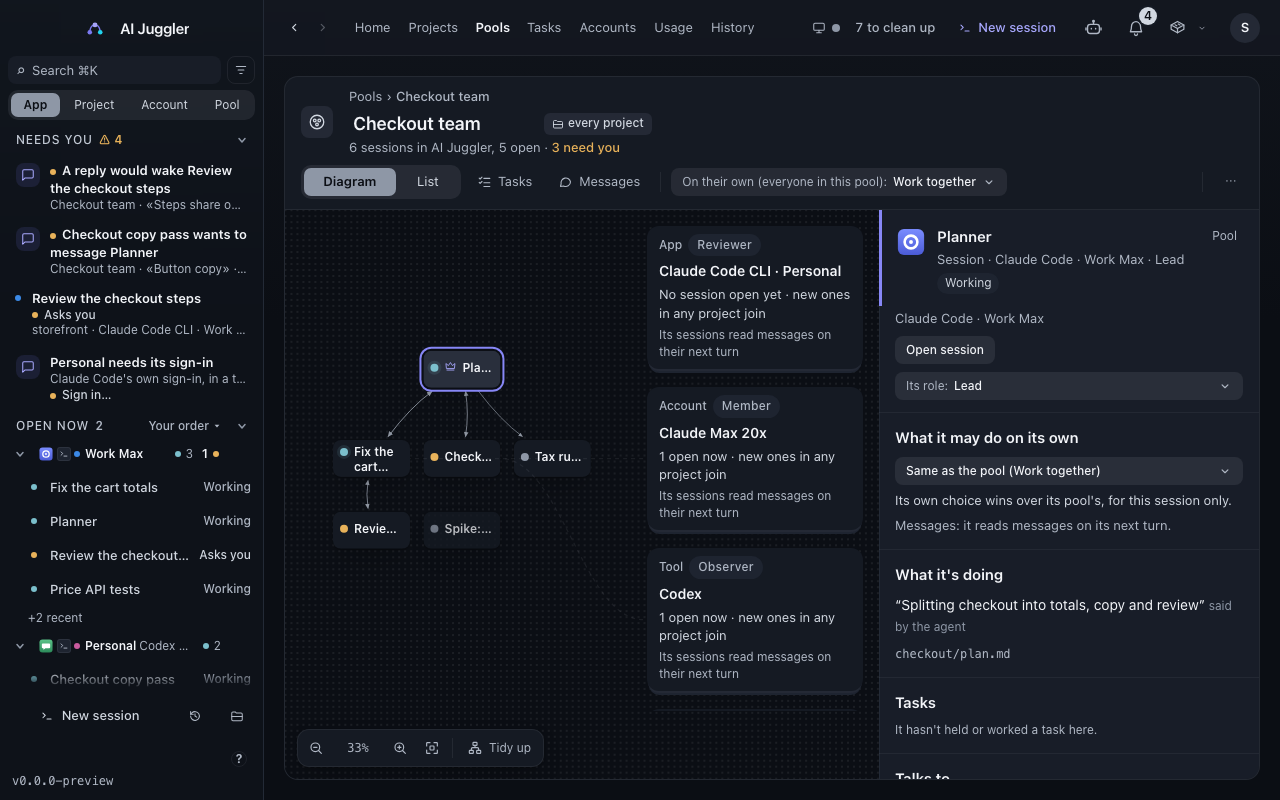 AI Juggler
Search ⌘K
App Project Account Pool
NEEDS YOU 4
A reply would wake Review
the checkout steps
Checkout team · «Steps share o...
Checkout copy pass wants to
message Planner
Checkout team · «Button copy» ·...
Review the checkout steps
Asks you
storefront · Claude Code CLI · Work ...
Personal needs its sign-in
Claude Code's own sign-in, in a t...
Sign in...
OPEN NOW 2 Your order
Work Max 3 1
Fix the cart totals Working
Planner Working
Review the checkout... Asks you
Price API tests Working
+2 recent
Personal Codex ... 2
Checkout copy pass Working
New session
?
v0.0.0-preview
Home Projects Pools Tasks Accounts Usage History
7 to clean up
New session
4
S
Pools › Checkout team
Checkout team
every project
6 sessions in AI Juggler, 5 open · 3 need you
Diagram List Tasks Messages
On their own (everyone in this pool): Work together
...
Pla...
Fix the
cart...
Check...
Tax ru...
Revie...
Spike:...
App Reviewer
Claude Code CLI · Personal
No session open yet · new ones
in any project join
Its sessions read messages on
their next turn
Account Member
Claude Max 20x
1 open now · new ones in any
project join
Its sessions read messages on
their next turn
Tool Observer
Codex
1 open now · new ones in any
project join
Its sessions read messages on
their next turn
33% Tidy up
Planner Pool
Session · Claude Code · Work Max · Lead
Working
Claude Code · Work Max
Open session
Its role: Lead
What it may do on its own
Same as the pool (Work together)
Its own choice wins over its pool's, for this session only.
Messages: it reads messages on its next turn.
What it's doing
“Splitting checkout into totals, copy and review” said
by the agent
checkout/plan.md
Tasks
It hasn't held or worked a task here.
Talks to